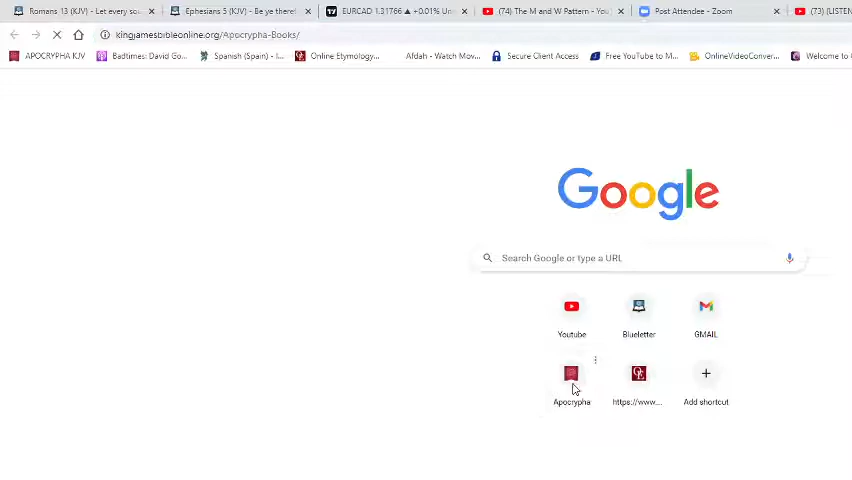 Romans 13 (KJV) - Let every so...
Ephesians 5 (KJV) - Be ye there!
EURCAD 1.31766 ▲ +0.01% Un
(74) The M and W Pattern - You
Post Attendee - Zoom
(73) [LISTEN
kingjamesbibleonline.org/Apocrypha-Books/
APOCRYPHA KJV
Badtimes: David Go...
Spanish (Spain) - l...
Online Etymology...
Afdah - Watch Mov...
Secure Client Access
Free YouTube to M...
OnlineVideoConver...
Welcome to
Google
Search Google or type a URL
Youtube
Blueletter
GMAIL
OE
Apocrypha
https://www....
Add shortcut